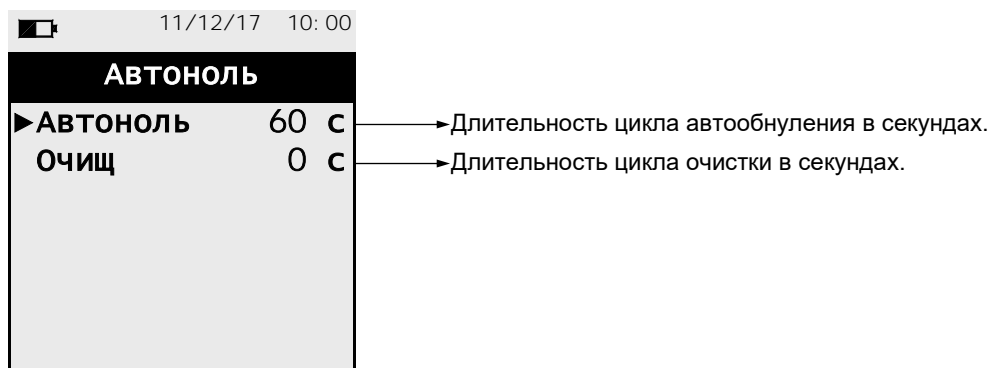 11/12/17 10:00
Автоноль
▶Автоноль 60 с Длительность цикла автообнуления в секундах.
Очищ 0 с Длительность цикла очистки в секундах.